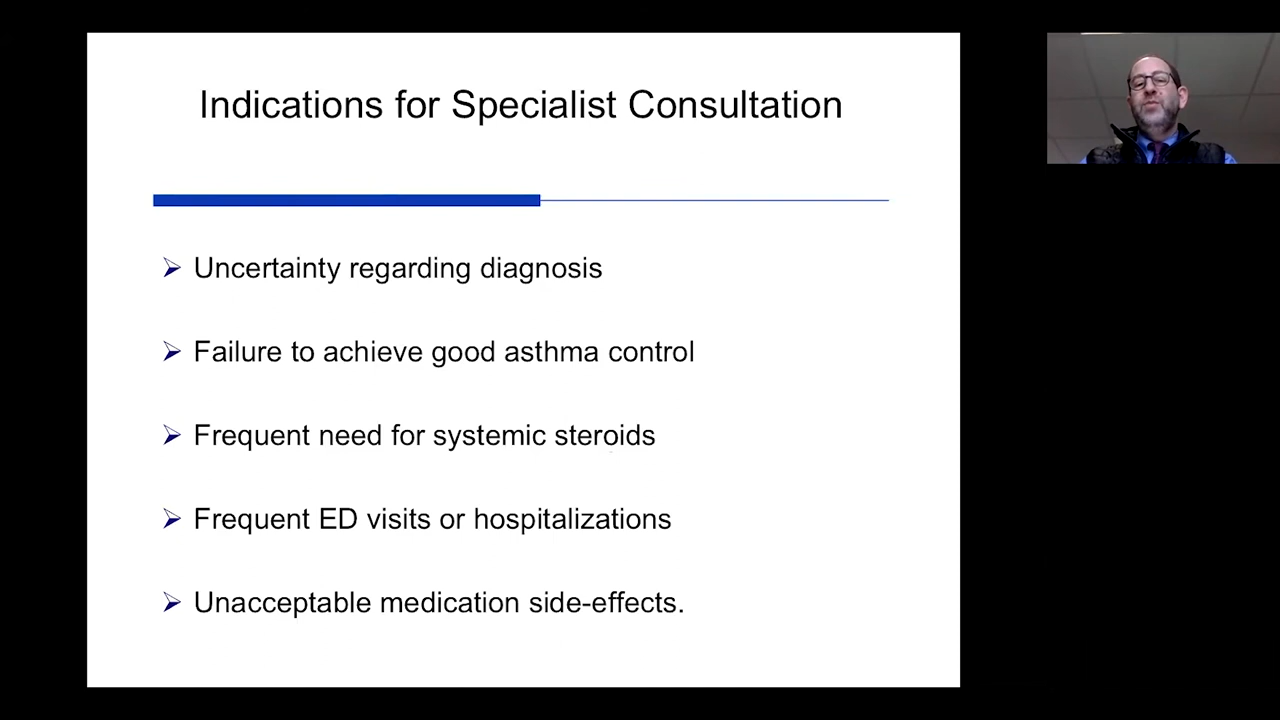 Indications for Specialist Consultation
Uncertainty regarding diagnosis
Failure to achieve good asthma control
Frequent need for systemic steroids
Frequent ED visits or hospitalizations
Unacceptable medication side-effects.